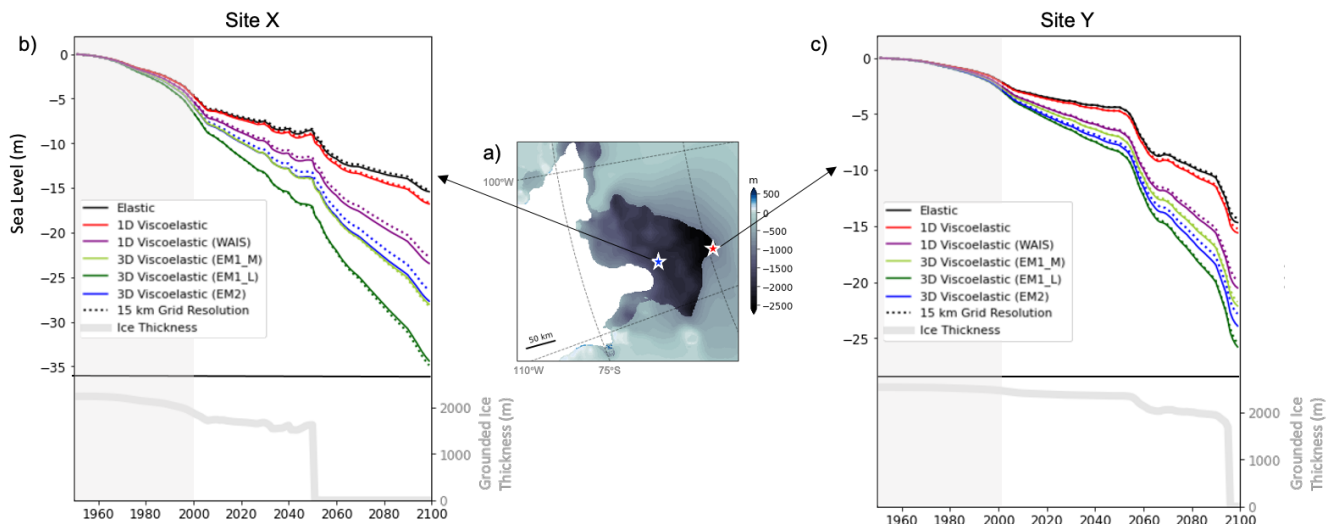 Site X
Site Y
b)
c)
a)
Sea Level (m)
0
-5
-10
-15
-20
-25
-30
-35
Elastic
1D Viscoelastic
1D Viscoelastic (WAIS)
3D Viscoelastic (EM1_M)
3D Viscoelastic (EM1_L)
3D Viscoelastic (EM2)
15 km Grid Resolution
Ice Thickness
2000
1000
0
Grounded Ice
Thickness (m)
1960
1980
2000
2020
2040
2060
2080
2100
100°W
110°W
75°S
50 km
m
500
0
-500
-1000
-1500
-2000
-2500
0
-5
-10
-15
-20
-25
Elastic
1D Viscoelastic
1D Viscoelastic (WAIS)
3D Viscoelastic (EM1_M)
3D Viscoelastic (EM1_L)
3D Viscoelastic (EM2)
15 km Grid Resolution
Ice Thickness
2000
1000
0
Grounded Ice
Thickness (m)
1960
1980
2000
2020
2040
2060
2080
2100